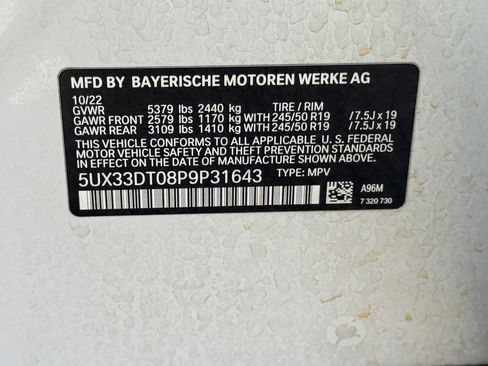 MFD BY BAYERISCHE MOTOREN WERKE AG
10/22
GVWR 5379 lbs 2440 kg TIRE / RIM
GAWR FRONT 2579 lbs 1170 kg WITH 245/50 R19 /7.5J x 19
GAWR REAR 3109 lbs 1410 kg WITH 245/50 R19 /7.5J x 19
THIS VEHICLE CONFORMS TO ALL APPLICABLE U. S. FEDERAL
MOTOR VEHICLE SAFETY AND THEFT PREVENTION STANDARDS
IN EFFECT ON THE DATE OF MANUFACTURE SHOWN ABOVE.
5UX33DT08P9P31643 TYPE: MPV
A96M
7 320 730